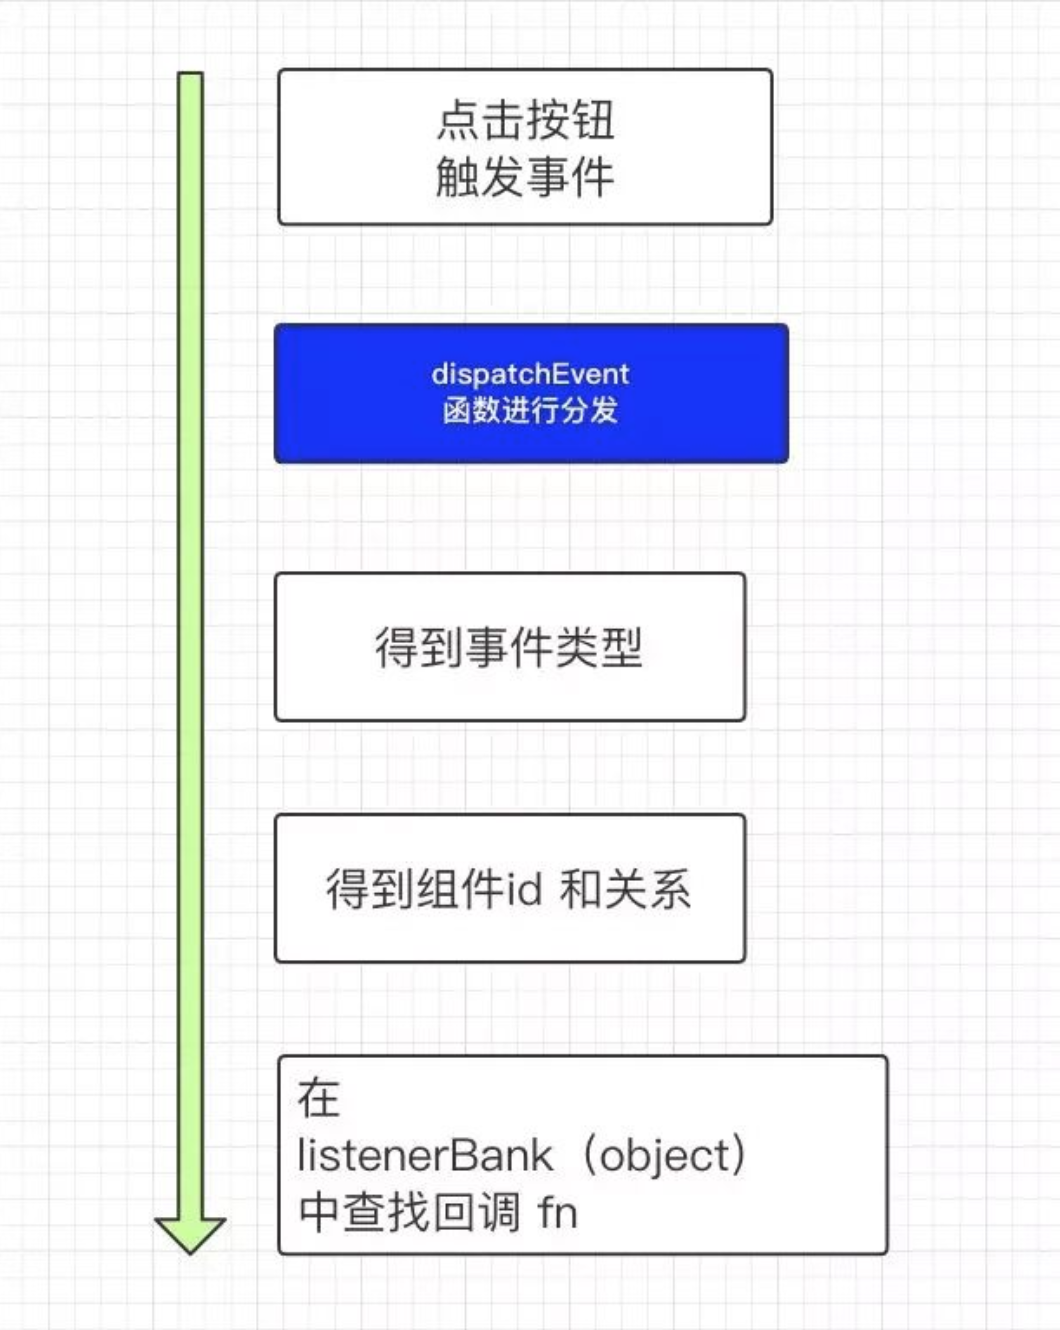 点击按钮
触发事件
dispatchEvent
函数进行分发
得到事件类型
得到组件id 和关系
在
listenerBank（object）
中查找回调 fn